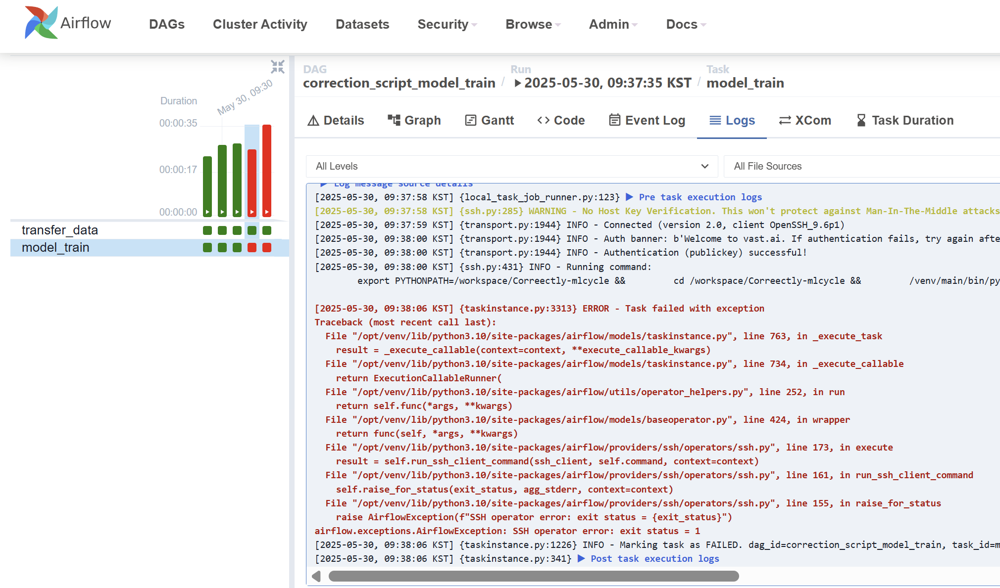 Airflow
DAGs
Cluster Activity
Datasets
Security
Browse
Admin
Docs
May 30, 09:30
Duration
00:00:35
00:00:17
00:00:00
transfer_data
model_train
DAG
correction_script_model_train
/
Run
2025-05-30, 09:37:35 KST
/
Task
model_train
Details
Graph
Gantt
Code
Event Log
Logs
XCom
Task Duration
All Levels
All File Sources
Log message source details
[2025-05-30, 09:37:58 KST] {local_task_job_runner.py:123} ▶ Pre task execution logs
[2025-05-30, 09:37:58 KST] {ssh.py:285} WARNING - No Host Key Verification. This won't protect against Man-In-The-Middle attacks
[2025-05-30, 09:37:59 KST] {transport.py:1944} INFO - Connected (version 2.0, client OpenSSH_9.6p1)
[2025-05-30, 09:38:00 KST] {transport.py:1944} INFO - Auth banner: b'Welcome to vast.ai. If authentication fails, try again afte
[2025-05-30, 09:38:00 KST] {transport.py:1944} INFO - Authentication (publickey) successful!
[2025-05-30, 09:38:00 KST] {ssh.py:431} INFO - Running command:
export PYTHONPATH=/workspace/Correectly-mlcycle && cd /workspace/Correectly-mlcycle && /venv/main/bin/py
[2025-05-30, 09:38:06 KST] {taskinstance.py:3313} ERROR - Task failed with exception
Traceback (most recent call last):
File "/opt/venv/lib/python3.10/site-packages/airflow/models/taskinstance.py", line 763, in _execute_task
result = _execute_callable(context=context, **execute_callable_kwargs)
File "/opt/venv/lib/python3.10/site-packages/airflow/models/taskinstance.py", line 734, in _execute_callable
return ExecutionCallableRunner(
File "/opt/venv/lib/python3.10/site-packages/airflow/utils/operator_helpers.py", line 252, in run
return self.func(*args, **kwargs)
File "/opt/venv/lib/python3.10/site-packages/airflow/models/baseoperator.py", line 424, in wrapper
return func(self, *args, **kwargs)
File "/opt/venv/lib/python3.10/site-packages/airflow/providers/ssh/operators/ssh.py", line 173, in execute
result = self.run_ssh_client_command(ssh_client, self.command, context=context)
File "/opt/venv/lib/python3.10/site-packages/airflow/providers/ssh/operators/ssh.py", line 161, in run_ssh_client_command
self.raise_for_status(exit_status, agg_stderr, context=context)
File "/opt/venv/lib/python3.10/site-packages/airflow/providers/ssh/operators/ssh.py", line 155, in raise_for_status
raise AirflowException(f"SSH operator error: exit status = {exit_status}")
airflow.exceptions.AirflowException: SSH operator error: exit status = 1
[2025-05-30, 09:38:06 KST] {taskinstance.py:1226} INFO - Marking task as FAILED. dag_id=correction_script_model_train, task_id=m
[2025-05-30, 09:38:06 KST] {taskinstance.py:341} ▶ Post task execution logs